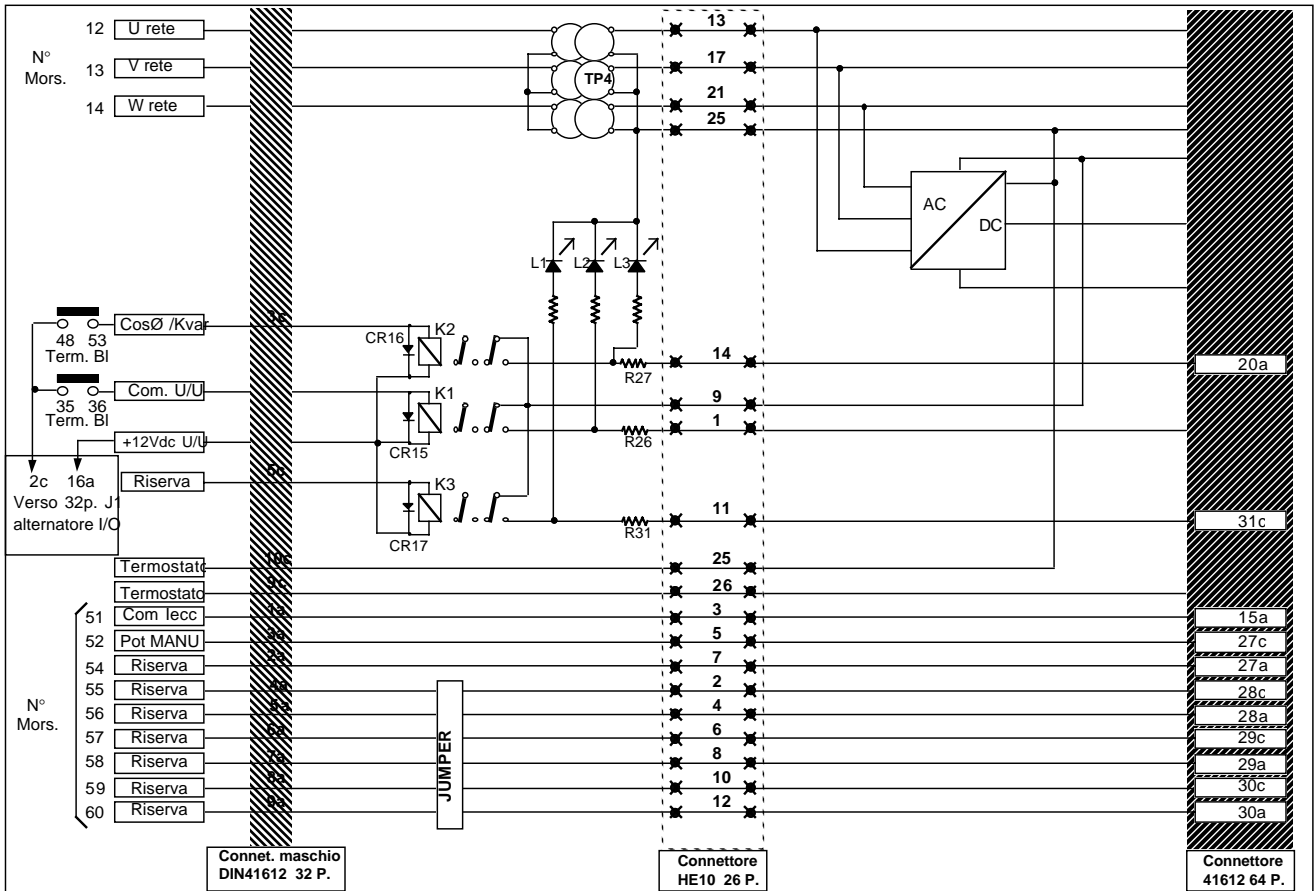 12 U rete 13
N°
Mors.
13 V rete TP4 17
14 W rete 21
25
AC
DC
L1 L2 L3
CosØ /Kvar
48 53
Term. Bl
CR16 K2
R27 14 20a
Com. U/U
35 36
Term. Bl
K1 9
1
+12Vdc U/U
CR15 R26
2c 16a
Verso 32p. J1
alternatore I/O
Riserva 5c K3
11
CR17 R31 31c
Termostato 10c 25
Termostato 9c 26
51 Com Iecc 1a 3 15a
52 Pot MANU 3a 5 27c
54 Riserva 2a 7 27a
N°
Mors.
55 Riserva 4a 2 28c
56 Riserva 5a 4 28a
57 Riserva 6a 6 29c
58 Riserva 7a 8 29a
59 Riserva 8a 10 30c
60 Riserva 9a 12 30a
JUMPER
Connet. maschio
DIN41612 32 P.
Connettore
HE10 26 P.
Connettore
41612 64 P.